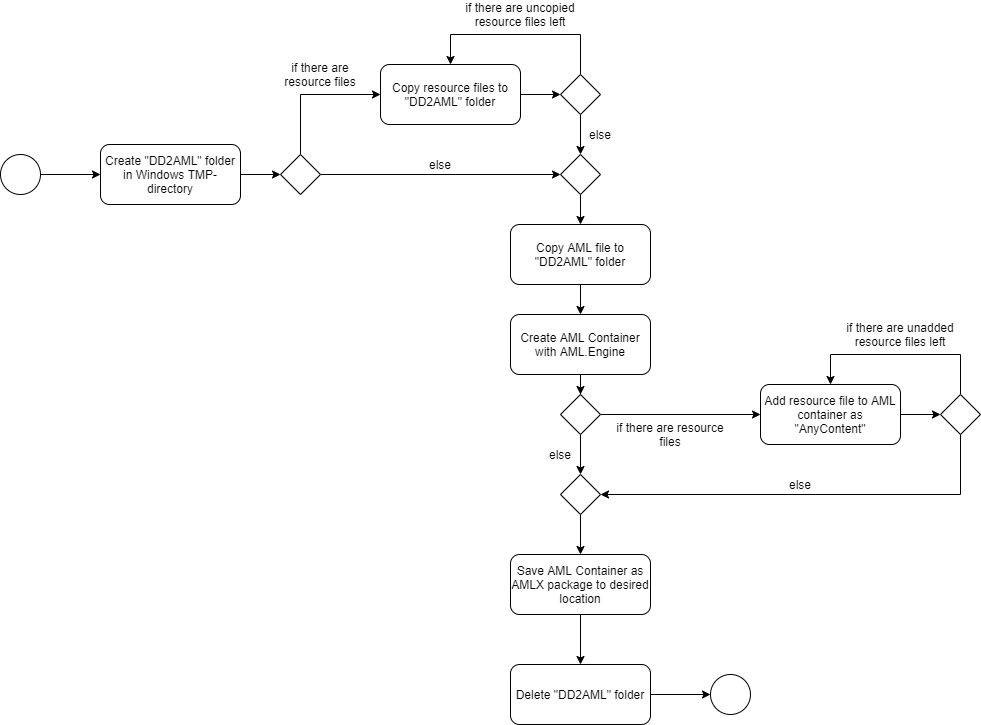 if there are uncopied
resource files left
if there are
resource files
Copy resource files to
"DD2AML" folder
else
Create "DD2AML" folder
in Windows TMP-
directory
else
Copy AML file to
"DD2AML" folder
Create AML Container
with AML.Engine
if there are unadded
resource files left
Add resource file to AML
container as
"AnyContent"
if there are resource
files
else
else
Save AML Container as
AMLX package to desired
location
Delete "DD2AML" folder